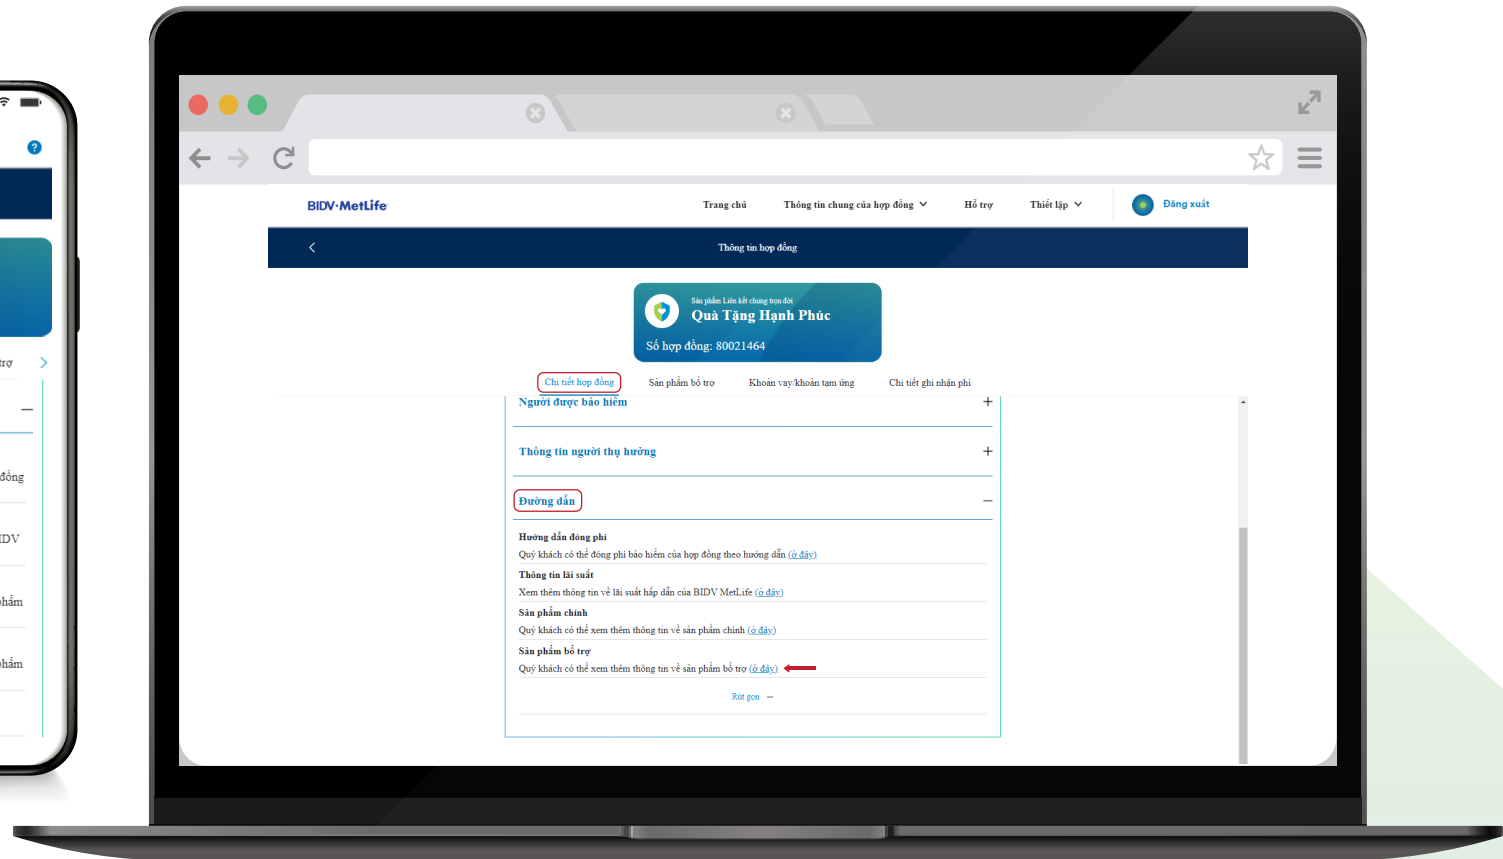 BIDV·MetLife
Trang chủ
Thông tin chung của hợp đồng
Hỗ trợ
Thiết lập
Đăng xuất
Thông tin hợp đồng
Sản phẩm Liên kết chung trọn đời
Quà Tặng Hạnh Phúc
Số hợp đồng: 80021464
Chi tiết hợp đồng
Sản phẩm bổ trợ
Khoản vay/khoản tạm ứng
Chi tiết ghi nhận phí
Người được bảo hiểm
Thông tin người thụ hưởng
Đường dẫn
Hướng dẫn đóng phí
Quý khách có thể đóng phí bảo hiểm của hợp đồng theo hướng dẫn (ở đây)
Thông tin lãi suất
Xem thêm thông tin về lãi suất hấp dẫn của BIDV MetLife (ở đây)
Sản phẩm chính
Quý khách có thể xem thêm thông tin về sản phẩm chính (ở đây)
Sản phẩm bổ trợ
Quý khách có thể xem thêm thông tin về sản phẩm bổ trợ (ở đây)
Rút gọn
?
trợ
đồng
IDV
phẩm
phẩm